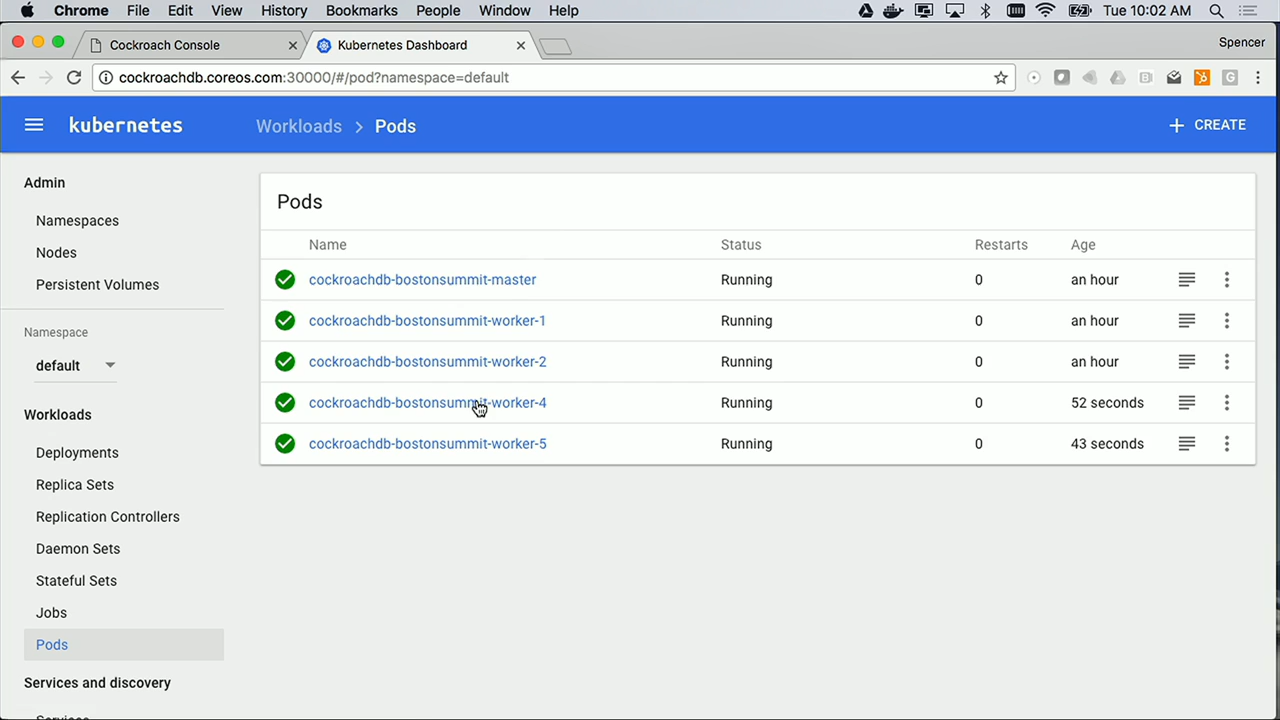 Chrome File Edit View History Bookmarks People Window Help Tue 10:02 AM
Cockroach Console Kubernetes Dashboard Spencer
cockroachdb.coreos.com:30000/#/pod?namespace=default
kubernetes Workloads > Pods + CREATE
Admin
Namespaces
Nodes
Persistent Volumes
Namespace
default
Workloads
Deployments
Replica Sets
Replication Controllers
Daemon Sets
Stateful Sets
Jobs
Pods
Services and discovery
Services
Pods
Name Status Restarts Age
cockroachdb-bostonsummit-master Running 0 an hour
cockroachdb-bostonsummit-worker-1 Running 0 an hour
cockroachdb-bostonsummit-worker-2 Running 0 an hour
cockroachdb-bostonsummit-worker-4 Running 0 52 seconds
cockroachdb-bostonsummit-worker-5 Running 0 43 seconds